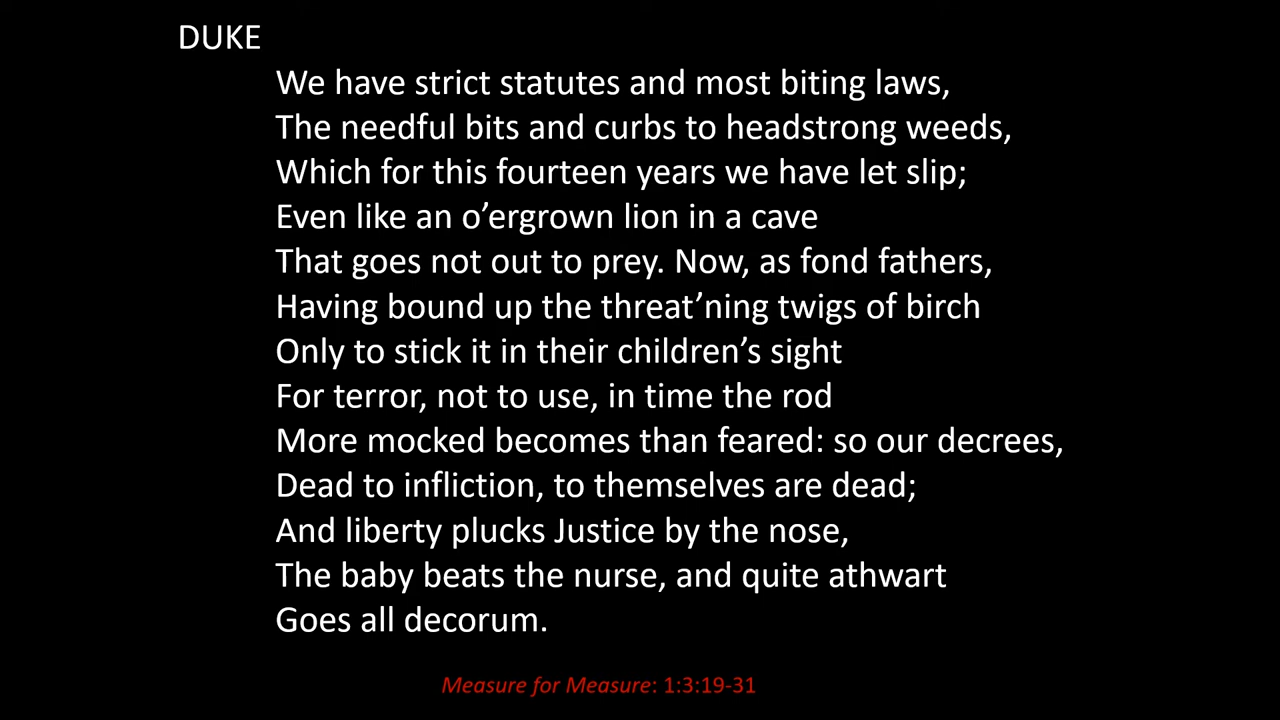 DUKE
We have strict statutes and most biting laws,
The needful bits and curbs to headstrong weeds,
Which for this fourteen years we have let slip;
Even like an o’ergrown lion in a cave
That goes not out to prey. Now, as fond fathers,
Having bound up the threat’ning twigs of birch
Only to stick it in their children’s sight
For terror, not to use, in time the rod
More mocked becomes than feared: so our decrees,
Dead to infliction, to themselves are dead;
And liberty plucks Justice by the nose,
The baby beats the nurse, and quite athwart
Goes all decorum.
Measure for Measure: 1:3:19-31